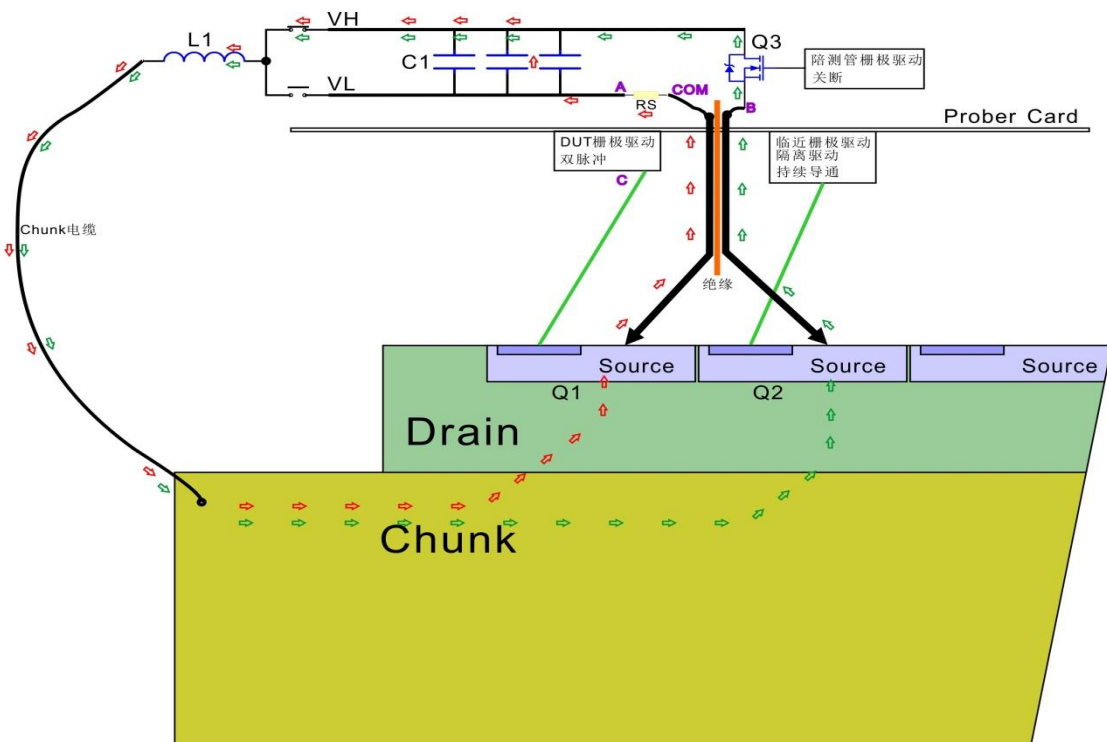 VH
L1
Q3
C1
陪测管栅极驱动
关断
VL
A
COM
RS
B
Prober Card
DUT栅极驱动
双脉冲
临近栅极驱动
隔离驱动
持续导通
C
Chunk电缆
绝缘
Source
Source
Source
Q1
Q2
Drain
Chunk